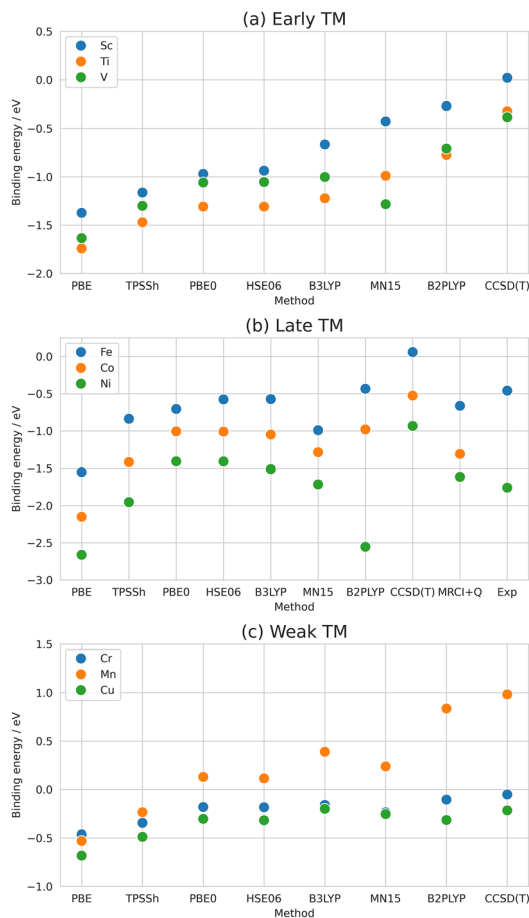 (a) Early TM
0.5
0.0
−0.5
−1.0
−1.5
−2.0
Binding energy / eV
Sc
Ti
V
PBE TPSSh PBE0 HSE06 B3LYP MN15 B2PLYP CCSD(T)
Method
(b) Late TM
0.0
−0.5
−1.0
−1.5
−2.0
−2.5
−3.0
Binding energy / eV
Fe
Co
Ni
PBE TPSSh PBE0 HSE06 B3LYP MN15 B2PLYP CCSD(T) MRCI+Q Exp
Method
(c) Weak TM
1.5
1.0
0.5
0.0
−0.5
−1.0
Binding energy / eV
Cr
Mn
Cu
PBE TPSSh PBE0 HSE06 B3LYP MN15 B2PLYP CCSD(T)
Method